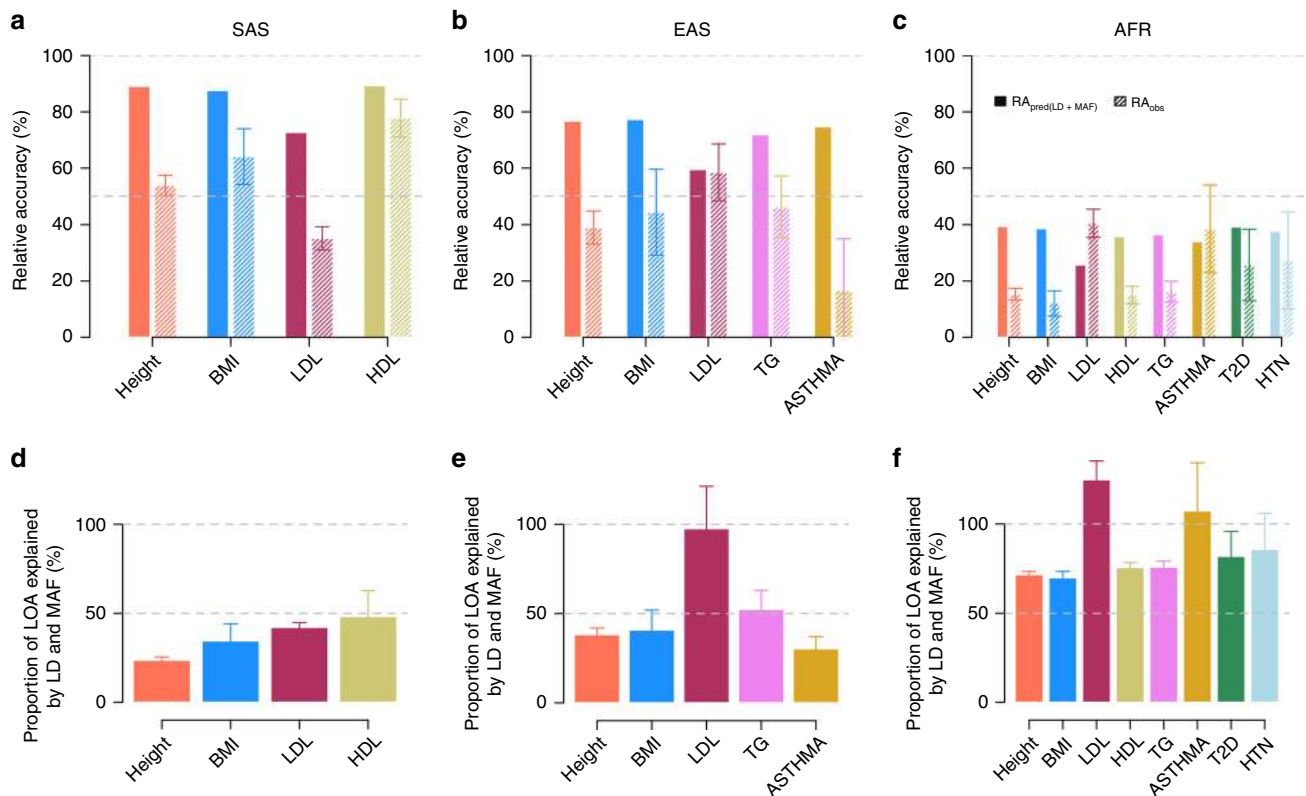 a
SAS
Relative accuracy (%)
100
80
60
40
20
0
Height
BMI
LDL
HDL
b
EAS
Relative accuracy (%)
100
80
60
40
20
0
Height
BMI
LDL
TG
ASTHMA
c
AFR
Relative accuracy (%)
100
80
60
40
20
0
RApred(LD + MAF)
RAobs
Height
BMI
LDL
HDL
TG
ASTHMA
T2D
HTN
d
Proportion of LOA explained
by LD and MAF (%)
100
50
0
Height
BMI
LDL
HDL
e
Proportion of LOA explained
by LD and MAF (%)
100
50
0
Height
BMI
LDL
TG
ASTHMA
f
Proportion of LOA explained
by LD and MAF (%)
100
50
0
Height
BMI
LDL
HDL
TG
ASTHMA
T2D
HTN